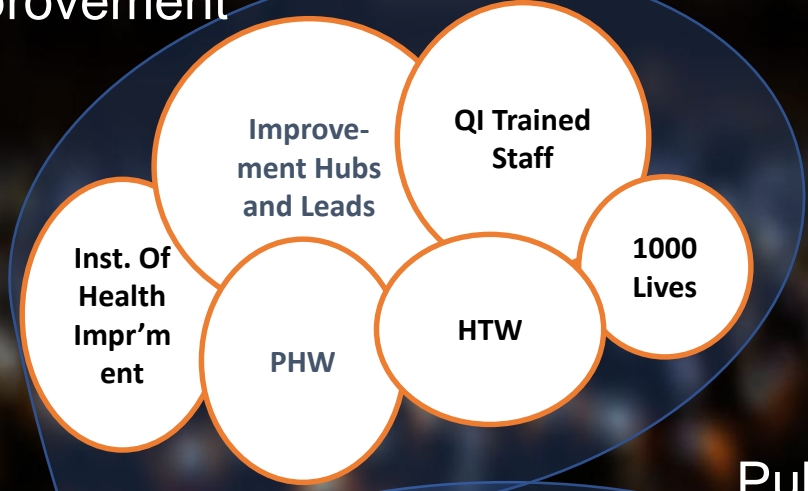 provement
Improve-
ment Hubs
and Leads
QI Trained
Staff
Inst. Of
Health
Impr'm
ent
PHW
HTW
1000
Lives
Pul